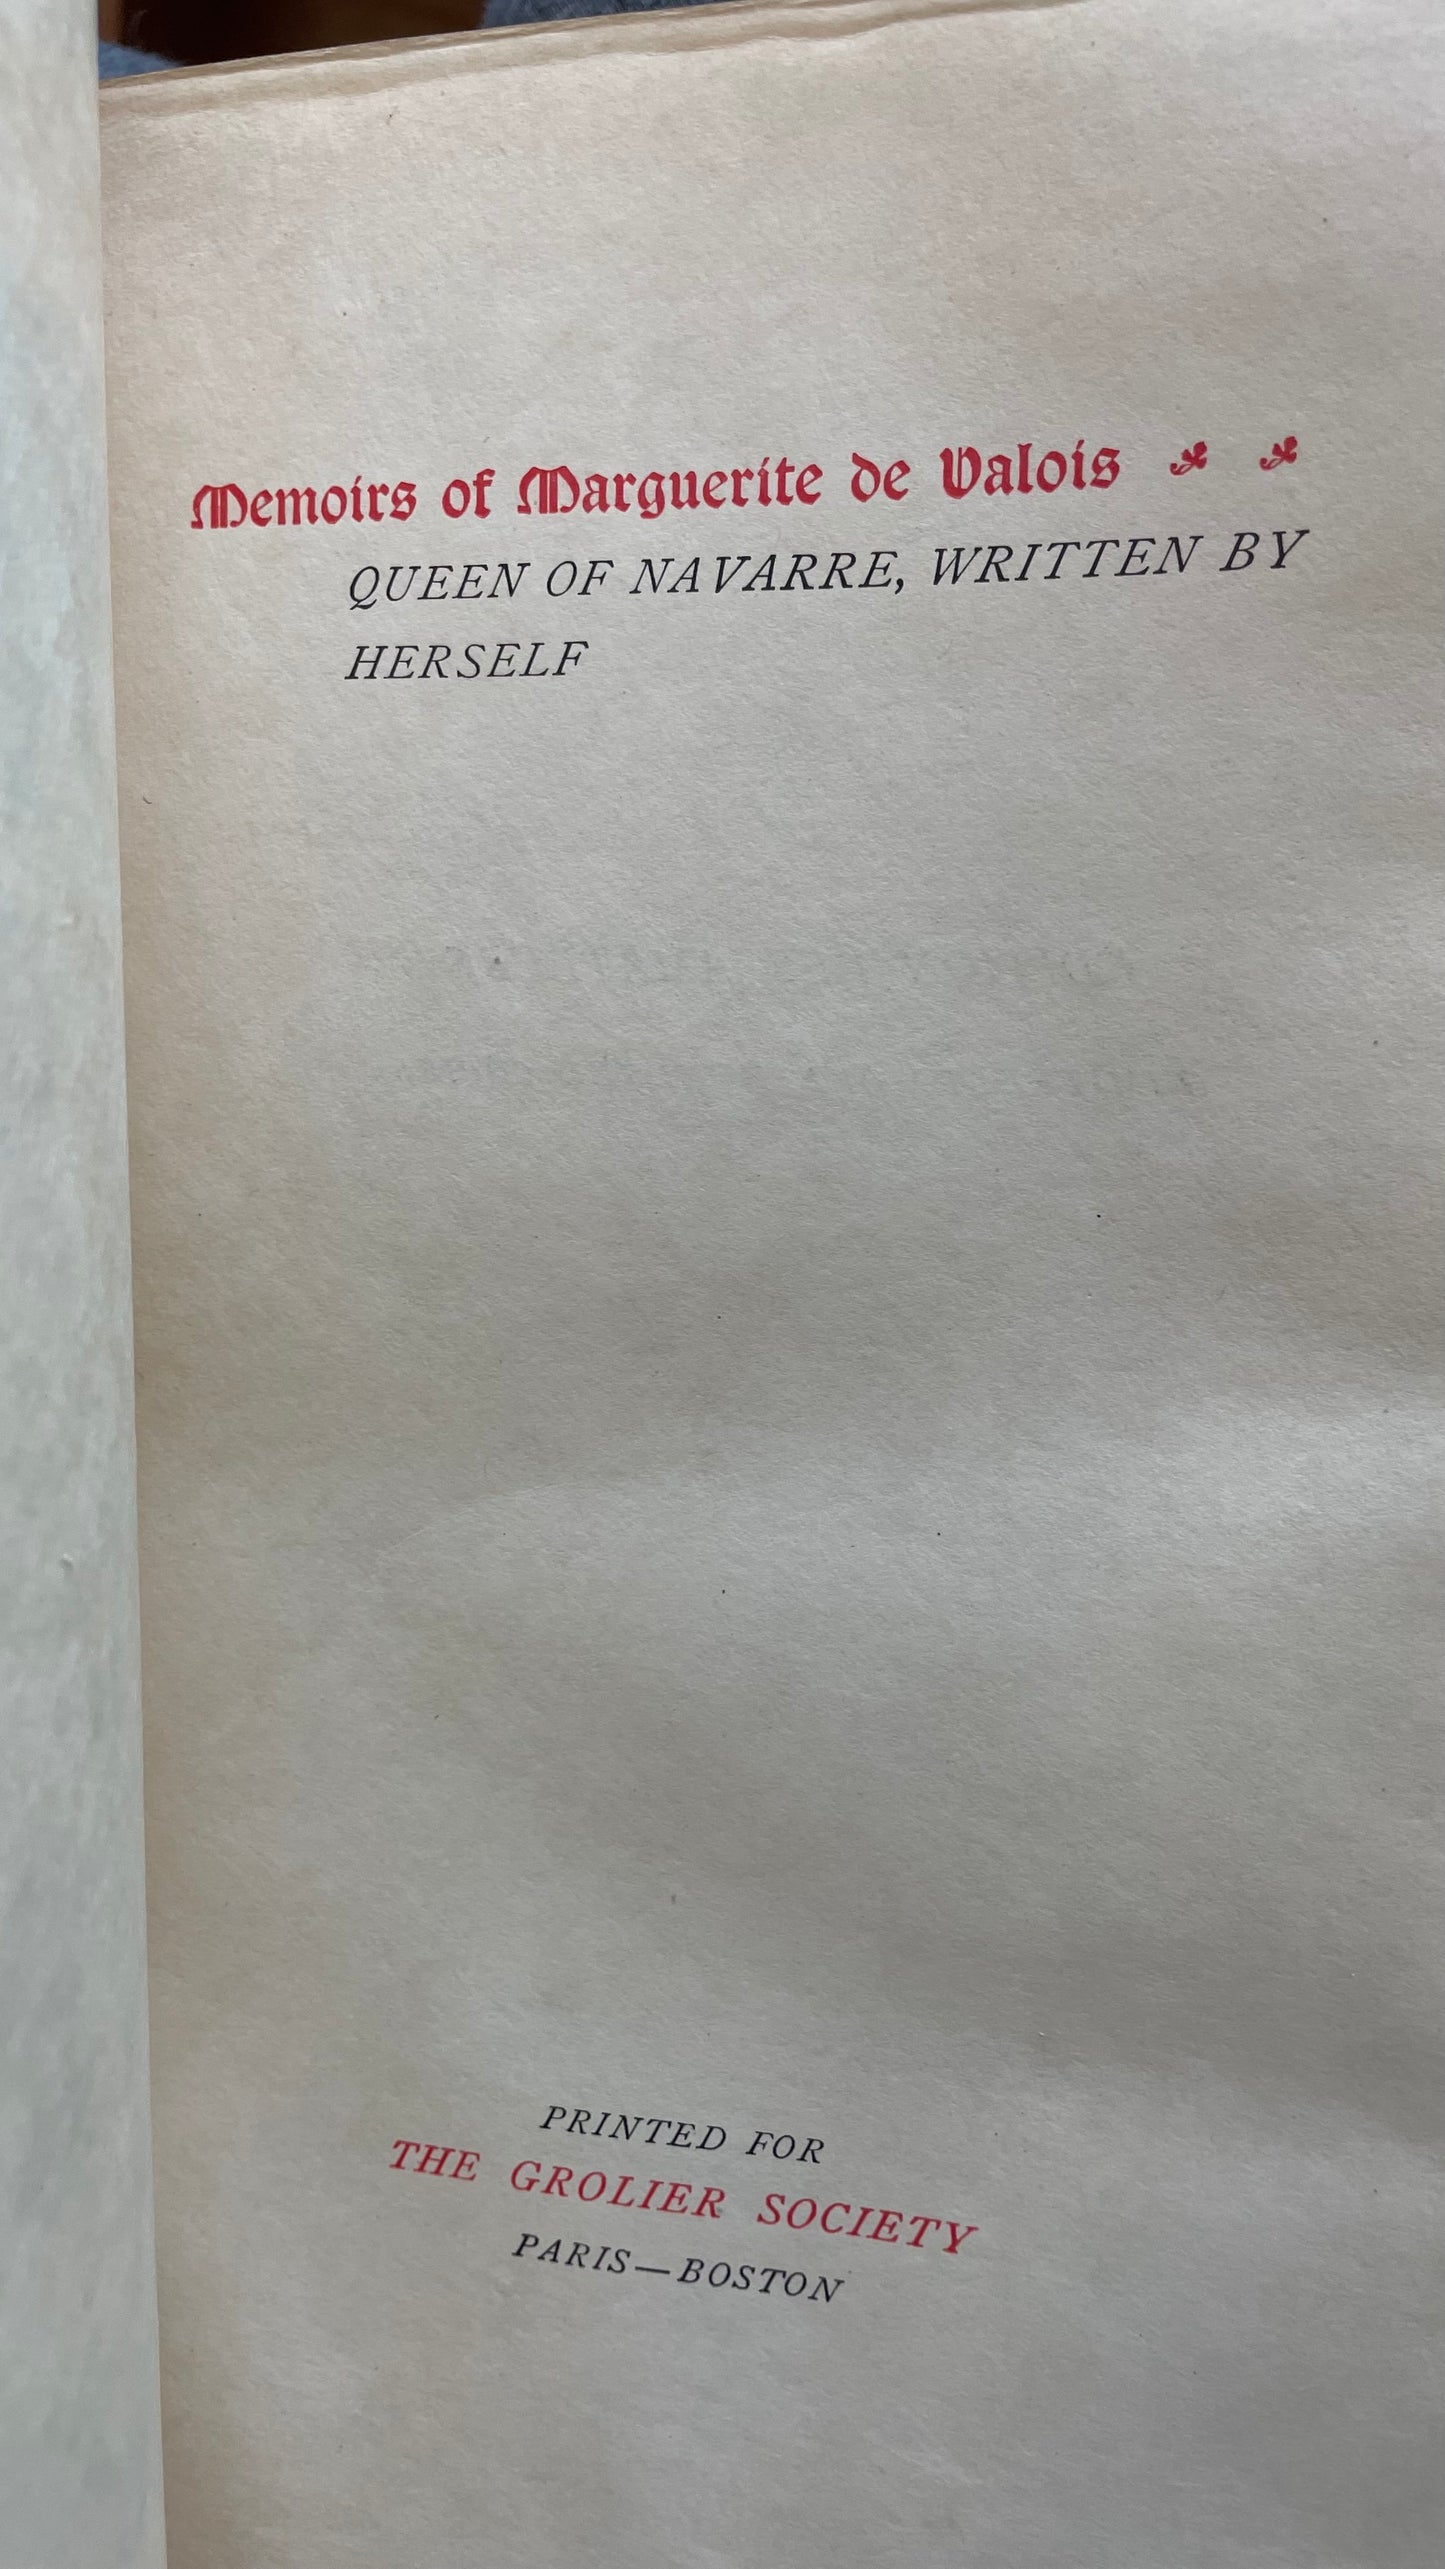 Memoirs of Marguerite de Valois
QUEEN OF NAVARRE, WRITTEN BY
HERSELF
PRINTED FOR
THE GROLIER SOCIETY
PARIS—BOSTON